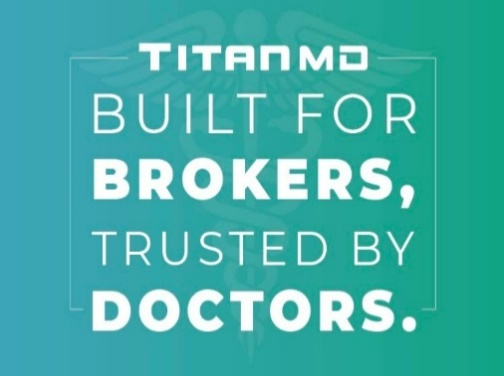 TITANMD
BUILT FOR
BROKERS,
TRUSTED BY
DOCTORS.